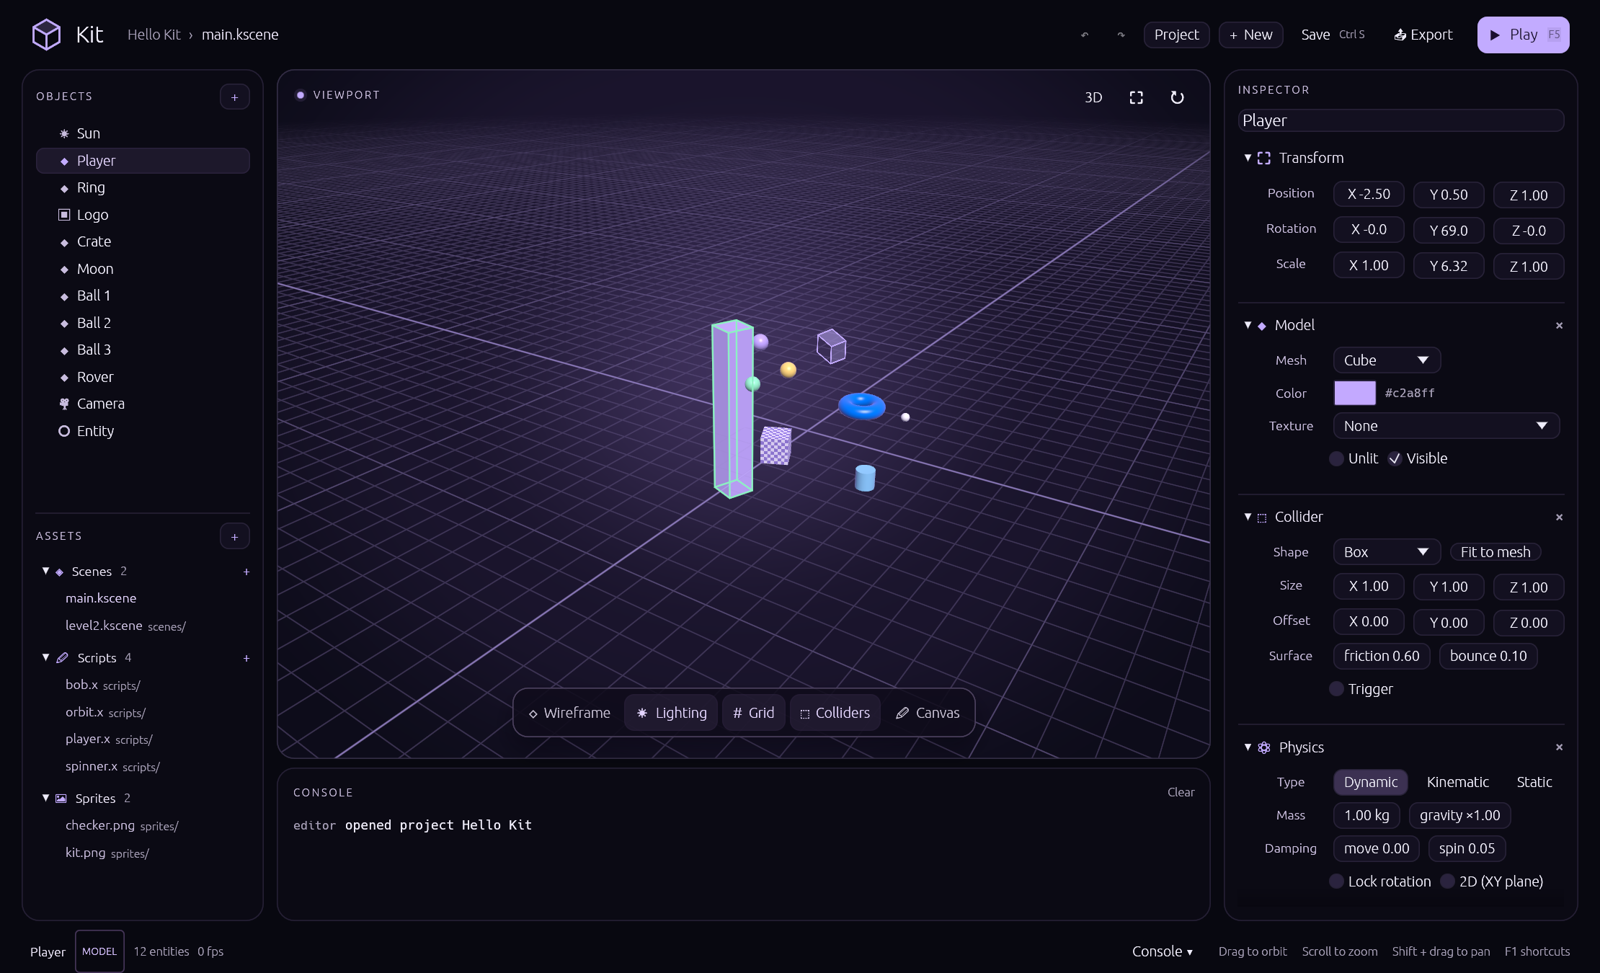 Kit Hello Kit › main.kscene
Project + New Save Ctrl S Export Play F5
OBJECTS +
Sun
Player
Ring
Logo
Crate
Moon
Ball 1
Ball 2
Ball 3
Rover
Camera
Entity
ASSETS +
Scenes 2 +
main.kscene
level2.kscene scenes/
Scripts 4 +
bob.x scripts/
orbit.x scripts/
player.x scripts/
spinner.x scripts/
Sprites 2
checker.png sprites/
kit.png sprites/
VIEWPORT
3D
Wireframe Lighting # Grid Colliders Canvas
CONSOLE Clear
editor opened project Hello Kit
INSPECTOR
Player
Transform
Position X -2.50 Y 0.50 Z 1.00
Rotation X -0.0 Y 69.0 Z -0.0
Scale X 1.00 Y 6.32 Z 1.00
Model ×
Mesh Cube
Color #c2a8ff
Texture None
Unlit Visible
Collider ×
Shape Box Fit to mesh
Size X 1.00 Y 1.00 Z 1.00
Offset X 0.00 Y 0.00 Z 0.00
Surface friction 0.60 bounce 0.10
Trigger
Physics ×
Type Dynamic Kinematic Static
Mass 1.00 kg gravity ×1.00
Damping move 0.00 spin 0.05
Lock rotation 2D (XY plane)
Player MODEL 12 entities 0 fps
Console ▾ Drag to orbit Scroll to zoom Shift + drag to pan F1 shortcuts